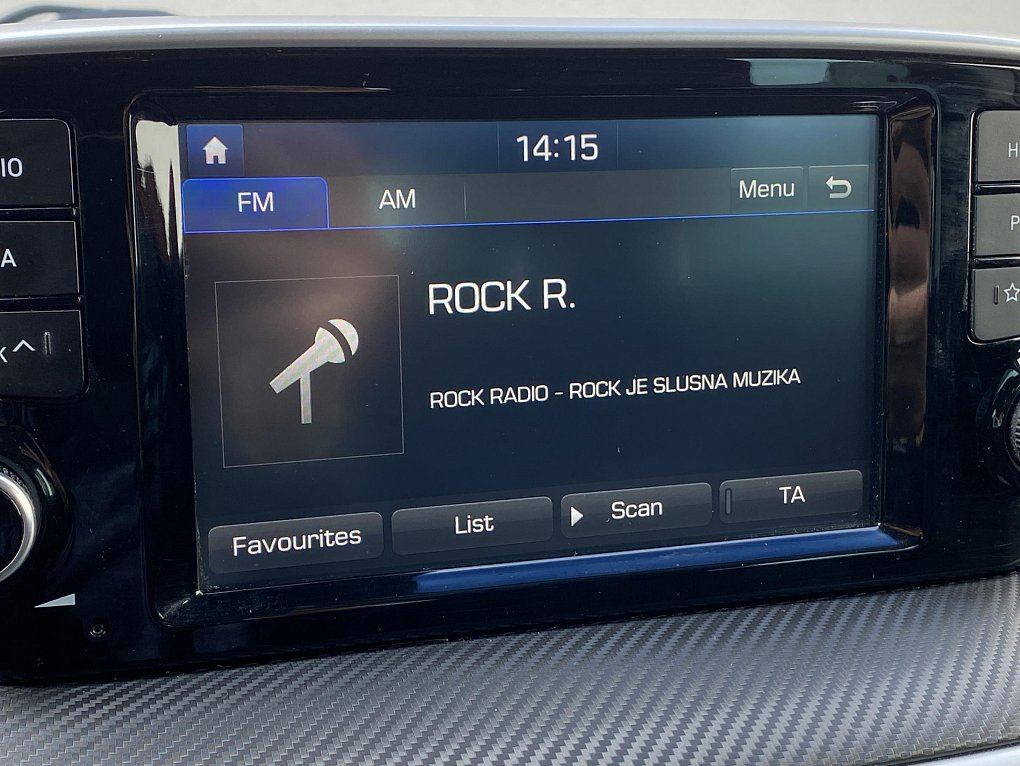 14:15
FM
AM
Menu
ROCK R.
ROCK RADIO - ROCK JE SLUSNA MUZIKA
Favourites
List
Scan
TA